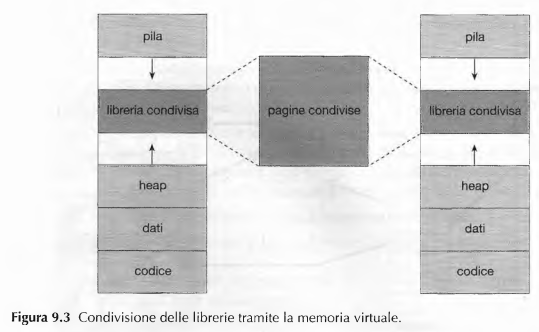 pila
pila
libreria condivisa
pagine condivise
libreria condivisa
heap
heap
dati
dati
codice
codice
Figura 9.3 Condivisione delle librerie tramite la memoria virtuale.